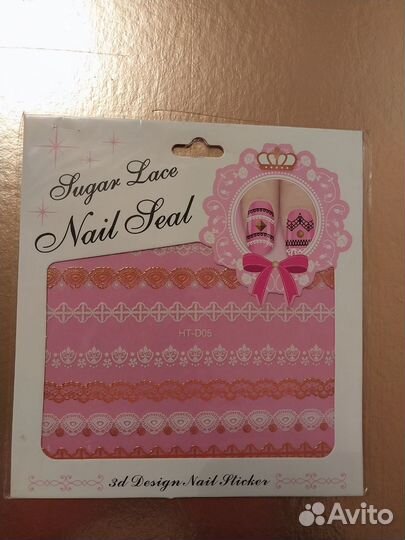 Sugar Lace
Nail Seal
HT-D05
3d Design Nail Sticker
Avito